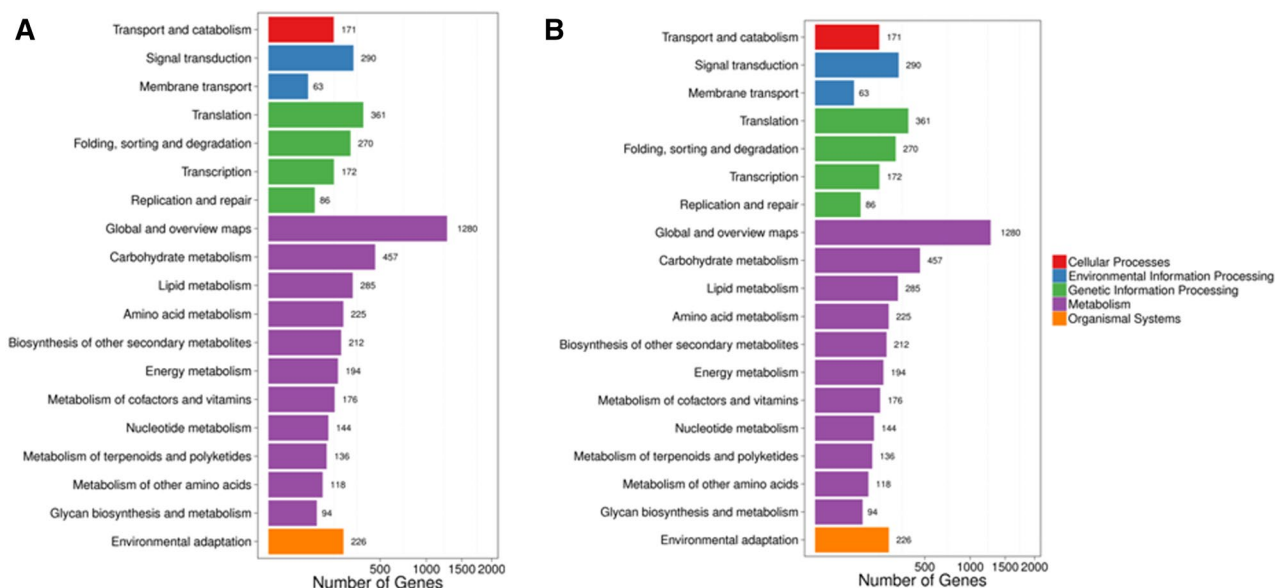 A
Transport and catabolism 171
Signal transduction 290
Membrane transport 63
Translation 361
Folding, sorting and degradation 270
Transcription 172
Replication and repair 86
Global and overview maps 1280
Carbohydrate metabolism 457
Lipid metabolism 285
Amino acid metabolism 225
Biosynthesis of other secondary metabolites 212
Energy metabolism 194
Metabolism of cofactors and vitamins 176
Nucleotide metabolism 144
Metabolism of terpenoids and polyketides 136
Metabolism of other amino acids 118
Glycan biosynthesis and metabolism 94
Environmental adaptation 226
500 1000 1500 2000
Number of Genes
B
Transport and catabolism 171
Signal transduction 290
Membrane transport 63
Translation 361
Folding, sorting and degradation 270
Transcription 172
Replication and repair 86
Global and overview maps 1280
Carbohydrate metabolism 457
Lipid metabolism 285
Amino acid metabolism 225
Biosynthesis of other secondary metabolites 212
Energy metabolism 194
Metabolism of cofactors and vitamins 176
Nucleotide metabolism 144
Metabolism of terpenoids and polyketides 136
Metabolism of other amino acids 118
Glycan biosynthesis and metabolism 94
Environmental adaptation 226
500 1000 1500 2000
Number of Genes
Cellular Processes
Environmental Information Processing
Genetic Information Processing
Metabolism
Organismal Systems